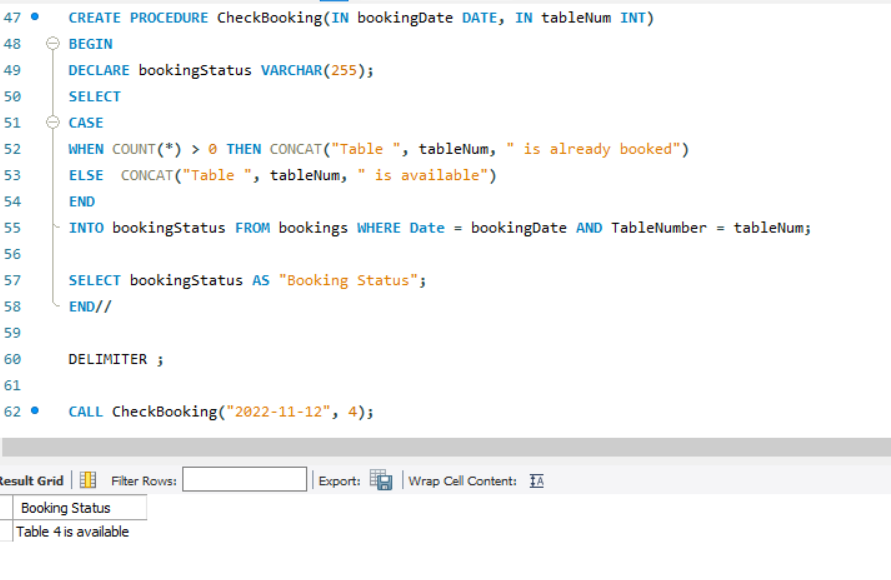 47 CREATE PROCEDURE CheckBooking(IN bookingDate DATE, IN tableNum INT)
48 BEGIN
49 DECLARE bookingStatus VARCHAR(255);
50 SELECT
51 CASE
52 WHEN COUNT(*) > 0 THEN CONCAT("Table ", tableNum, " is already booked")
53 ELSE  CONCAT("Table ", tableNum, " is available")
54 END
55 INTO bookingStatus FROM bookings WHERE Date = bookingDate AND TableNumber = tableNum;
56
57 SELECT bookingStatus AS "Booking Status";
58 END//
59
60 DELIMITER ;
61
62 CALL CheckBooking("2022-11-12", 4);
Result Grid Filter Rows: Export: Wrap Cell Content: IA
Booking Status
Table 4 is available